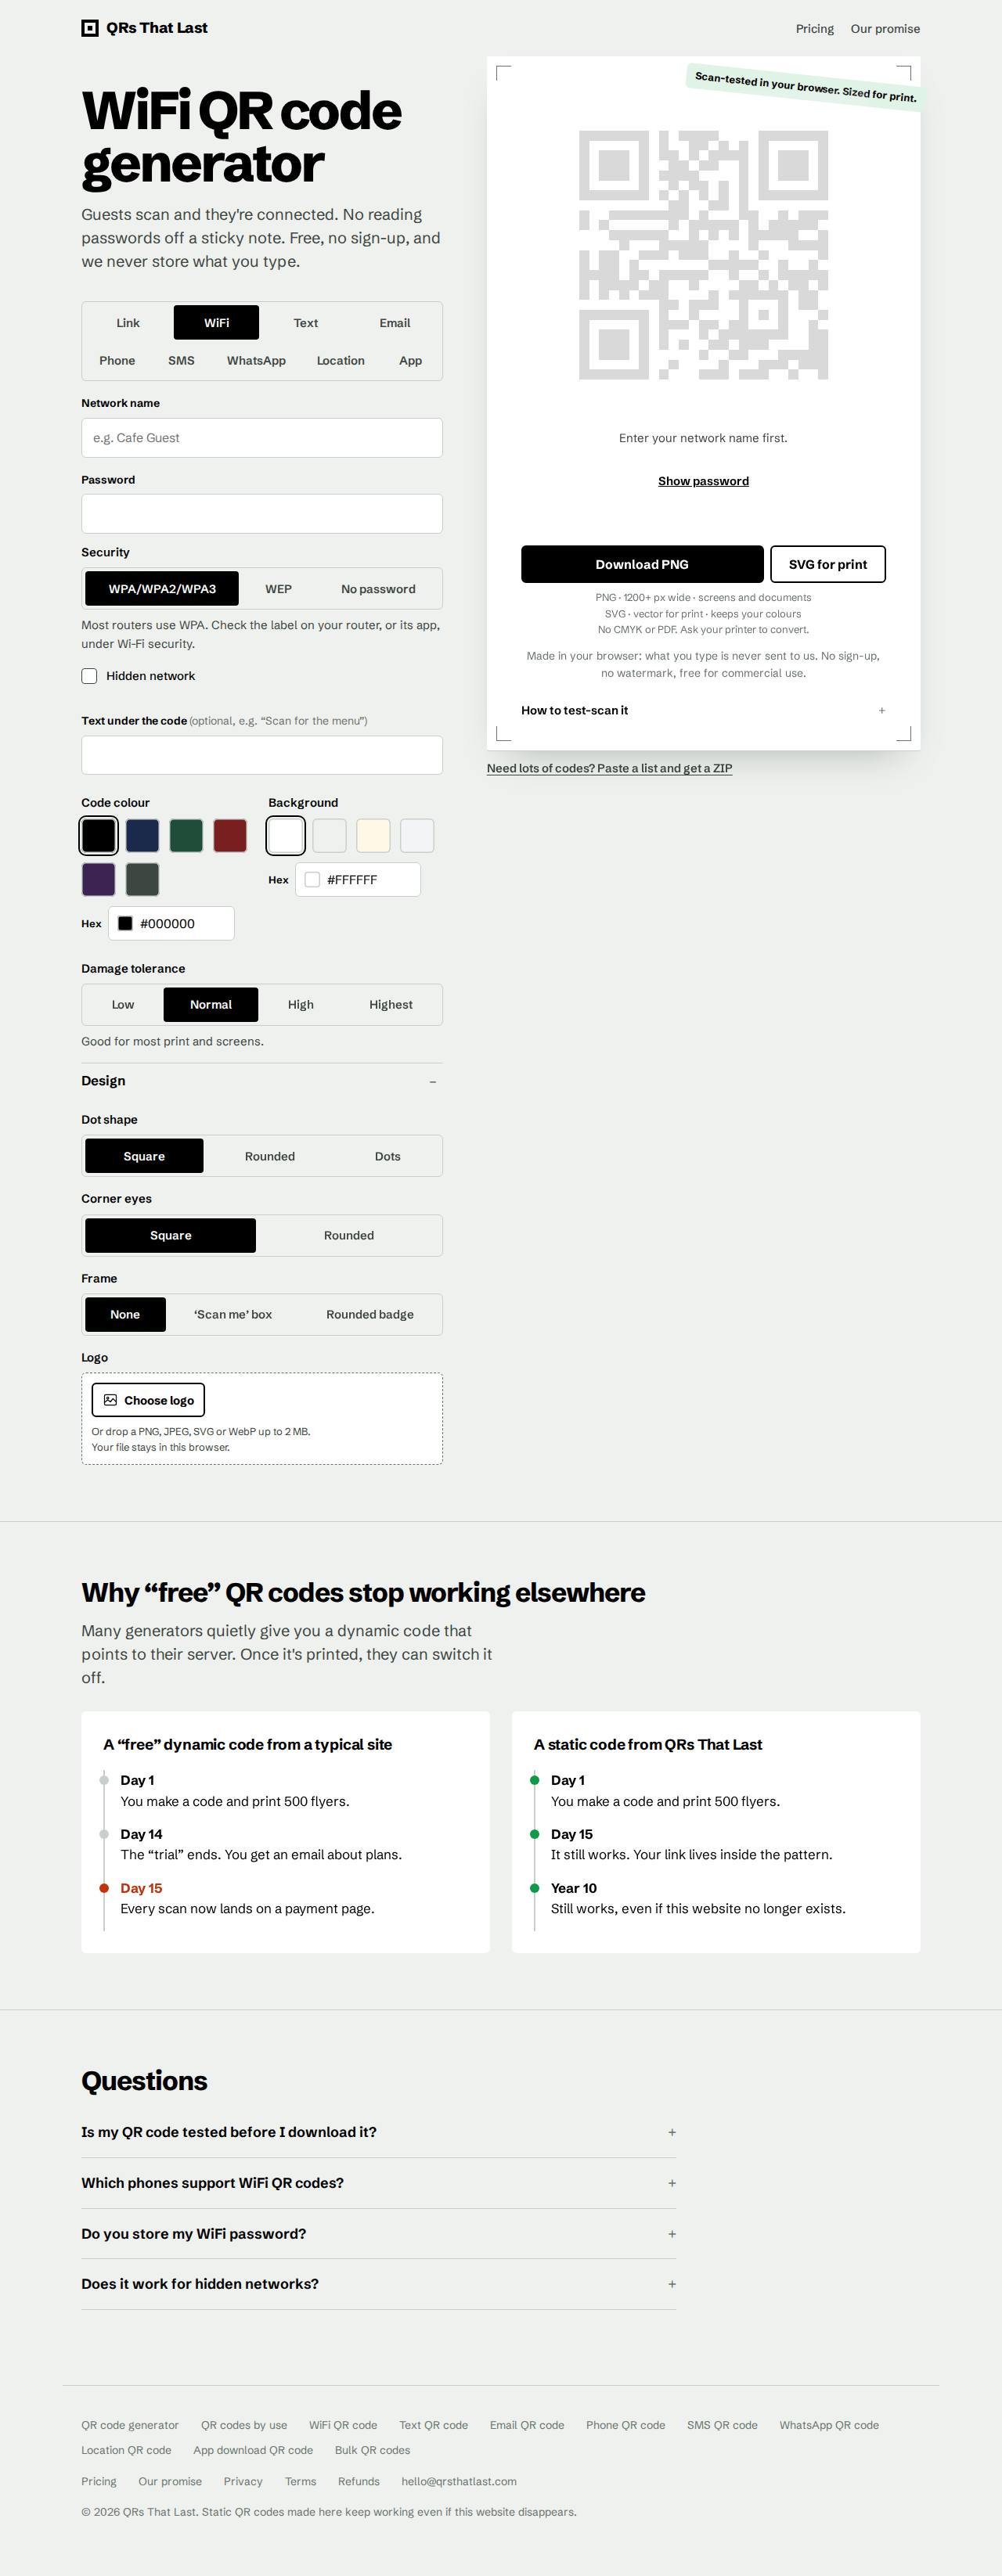 QRs That Last
Pricing
Our promise
WiFi QR code
generator
Guests scan and they're connected. No reading
passwords off a sticky note. Free, no sign-up, and
we never store what you type.
Link
WiFi
Text
Email
Phone
SMS
WhatsApp
Location
App
Network name
e.g. Cafe Guest
Password
Security
WPA/WPA2/WPA3
WEP
No password
Most routers use WPA. Check the label on your router, or its app,
under Wi-Fi security.
Hidden network
Text under the code (optional, e.g. “Scan for the menu”)
Code colour
Background
Hex
#FFFFFF
Hex
#000000
Damage tolerance
Low
Normal
High
Highest
Good for most print and screens.
Design
–
Dot shape
Square
Rounded
Dots
Corner eyes
Square
Rounded
Frame
None
‘Scan me’ box
Rounded badge
Logo
Choose logo
Or drop a PNG, JPEG, SVG or WebP up to 2 MB.
Your file stays in this browser.
Scan-tested in your browser. Sized for print.
Enter your network name first.
Show password
Download PNG
SVG for print
PNG · 1200+ px wide · screens and documents
SVG · vector for print · keeps your colours
No CMYK or PDF. Ask your printer to convert.
Made in your browser: what you type is never sent to us. No sign-up,
no watermark, free for commercial use.
How to test-scan it
+
Need lots of codes? Paste a list and get a ZIP
Why “free” QR codes stop working elsewhere
Many generators quietly give you a dynamic code that
points to their server. Once it's printed, they can switch it
off.
A “free” dynamic code from a typical site
Day 1
You make a code and print 500 flyers.
Day 14
The “trial” ends. You get an email about plans.
Day 15
Every scan now lands on a payment page.
A static code from QRs That Last
Day 1
You make a code and print 500 flyers.
Day 15
It still works. Your link lives inside the pattern.
Year 10
Still works, even if this website no longer exists.
Questions
Is my QR code tested before I download it?
+
Which phones support WiFi QR codes?
+
Do you store my WiFi password?
+
Does it work for hidden networks?
+
QR code generator
QR codes by use
WiFi QR code
Text QR code
Email QR code
Phone QR code
SMS QR code
WhatsApp QR code
Location QR code
App download QR code
Bulk QR codes
Pricing
Our promise
Privacy
Terms
Refunds
hello@qrsthatlast.com
© 2026 QRs That Last. Static QR codes made here keep working even if this website disappears.